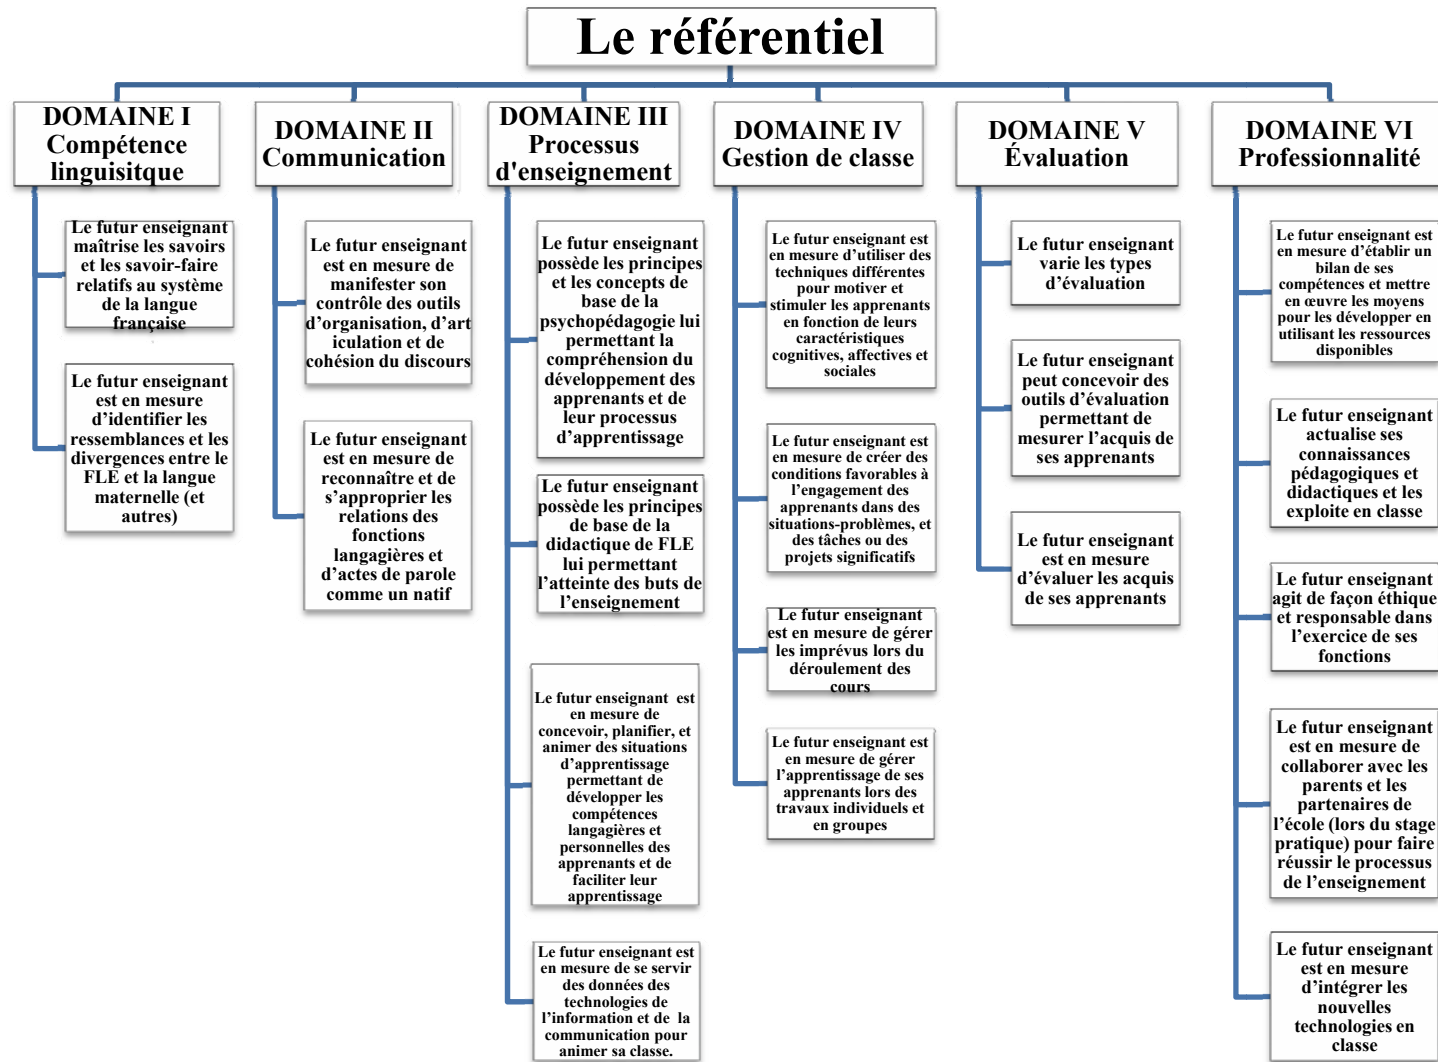 Le référentiel
DOMAINE I
Compétence
linguisitque
Le futur enseignant
maîtrise les savoirs
et les savoir-faire
relatifs au système
de la langue
française
Le futur enseignant
est en mesure
d’identifier les
ressemblances et les
divergences entre le
FLE et la langue
maternelle (et
autres)
DOMAINE II
Communication
Le futur enseignant
est en mesure de
manifester son
contrôle des outils
d’organisation, d’art
iculation et de
cohésion du discours
Le futur enseignant
est en mesure de
reconnaître et de
s’approprier les
relations des
fonctions
langagières et
d’actes de parole
comme un natif
DOMAINE III
Processus
d'enseignement
Le futur enseignant
possède les principes
et les concepts de
base de la
psychopédagogie lui
permettant la
compréhension du
développement des
apprenants et de
leur processus
d’apprentissage
Le futur enseignant
possède les principes
de base de la
didactique de FLE
lui permettant
l’atteinte des buts de
l’enseignement
Le futur enseignant est
en mesure de
concevoir, planifier, et
animer des situations
d’apprentissage
permettant de
développer les
compétences
langagières et
personnelles des
apprenants et de
faciliter leur
apprentissage
Le futur enseignant est
en mesure de se servir
des données des
technologies de
l’information et de la
communication pour
animer sa classe.
DOMAINE IV
Gestion de classe
Le futur enseignant est
en mesure d’utiliser des
techniques différentes
pour motiver et
stimuler les apprenants
en fonction de leurs
caractéristiques
cognitives, affectives et
sociales
Le futur enseignant est
en mesure de créer des
conditions favorables à
l’engagement des
apprenants dans des
situations-problèmes, et
des tâches ou des
projets significatifs
Le futur enseignant
est en mesure de gérer
les imprévus lors du
déroulement des
cours
Le futur enseignant est
en mesure de gérer
l’apprentissage de ses
apprenants lors des
travaux individuels et
en groupes
DOMAINE V
Évaluation
Le futur enseignant
varie les types
d’évaluation
Le futur enseignant
peut concevoir des
outils d’évaluation
permettant de
mesurer l’acquis de
ses apprenants
Le futur enseignant
est en mesure
d’évaluer les acquis
de ses apprenants
DOMAINE VI
Professionnalité
Le futur enseignant est
en mesure d’établir un
bilan de ses
compétences et mettre
en œuvre les moyens
pour les développer en
utilisant les ressources
disponibles
Le futur enseignant
actualise ses
connaissances
pédagogiques et
didactiques et les
exploite en classe
Le futur enseignant
agit de façon éthique
et responsable dans
l’exercice de ses
fonctions
Le futur enseignant
est en mesure de
collaborer avec les
parents et les
partenaires de
l’école (lors du stage
pratique) pour faire
réussir le processus
de l’enseignement
Le futur enseignant
est en mesure
d’intégrer les
nouvelles
technologies en
classe